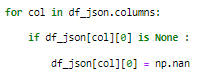 for col in df_json.columns:
if df_json[col][0] is None :
df_json[col][0] = np.nan